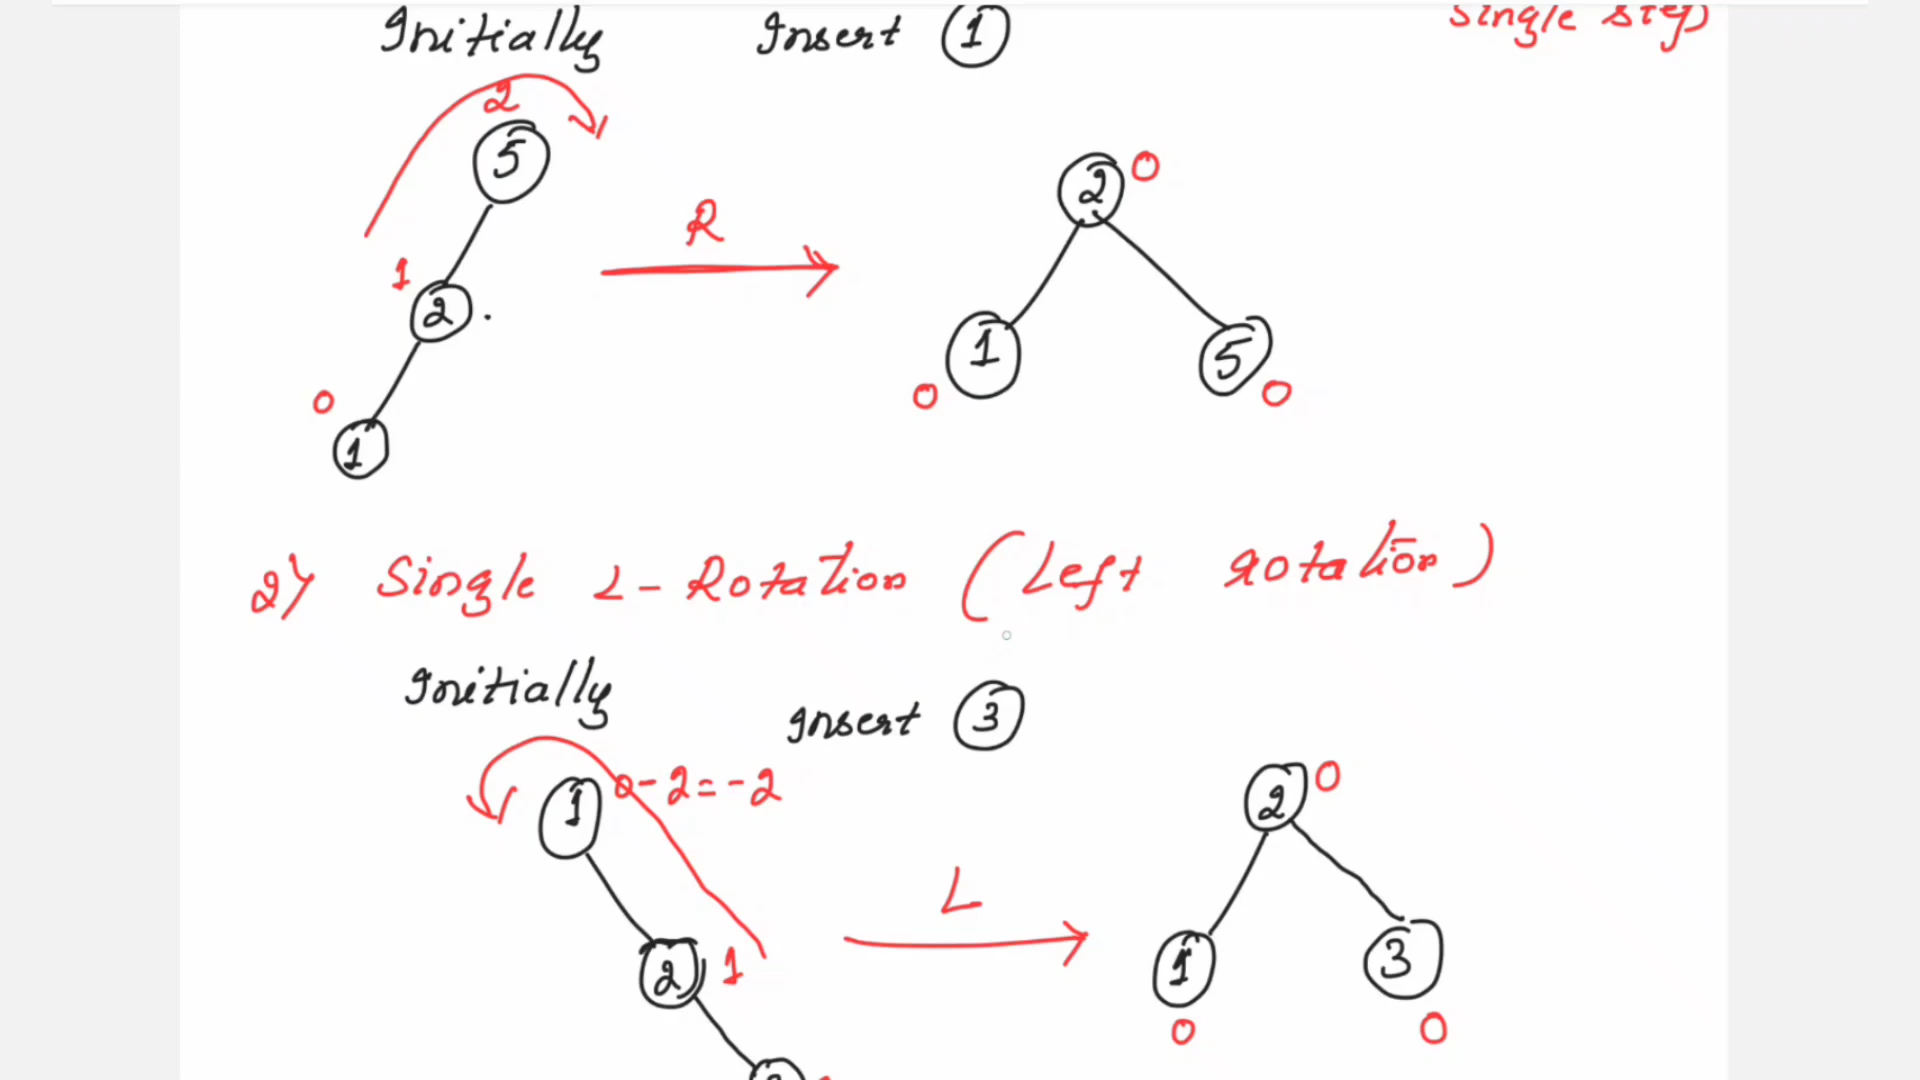 Initially Insert 1 single step
2
5
R
2 0
1
2
1 5
0
0 0
1
2) Single L-Rotation (Left rotation)
Initially
Insert 3
1 0-2=-2
2 0
L
2 1
1 3
0 0